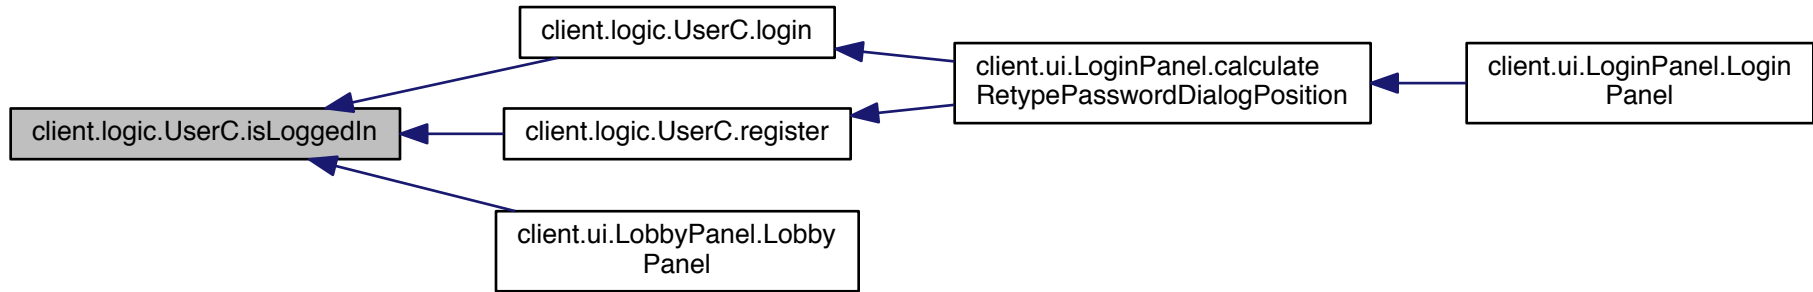 client.logic.UserC.login
client.ui.LoginPanel.calculate
RetypePasswordDialogPosition
client.ui.LoginPanel.Login
Panel
client.logic.UserC.isLoggedIn
client.logic.UserC.register
client.ui.LobbyPanel.Lobby
Panel